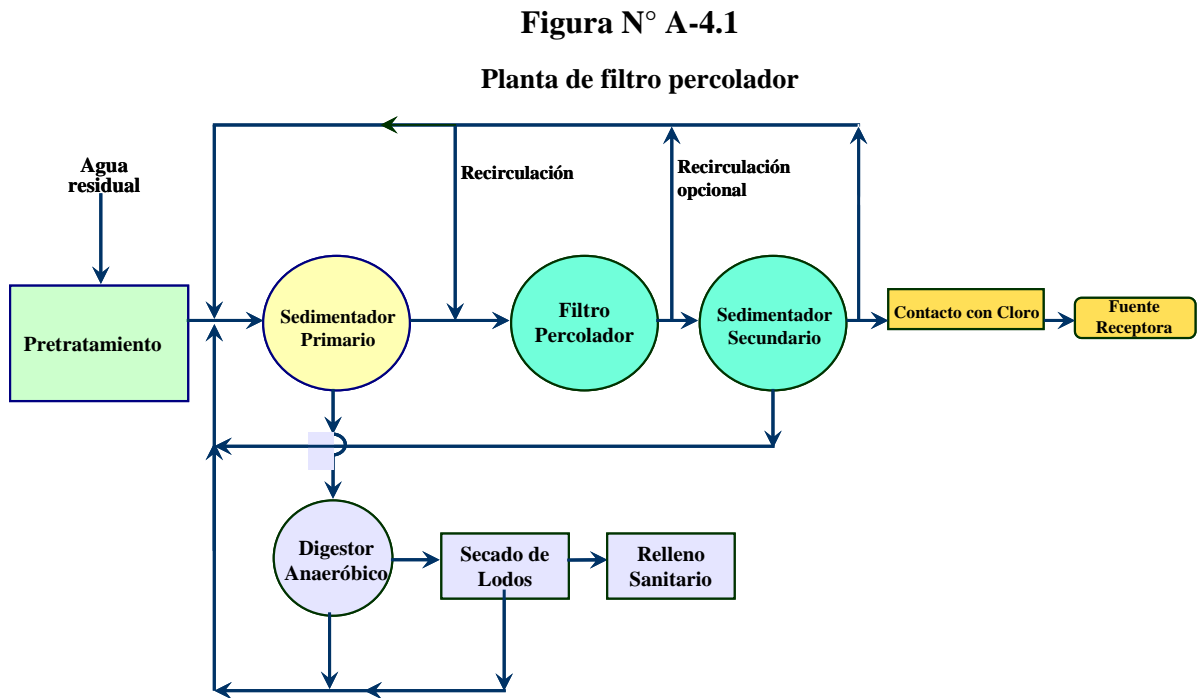 Figura N° A-4.1
Planta de filtro percolador
Agua
residual
Recirculación
Recirculación
opcional
Pretratamiento
Sedimentador
Primario
Filtro
Percolador
Sedimentador
Secundario
Contacto con Cloro
Fuente
Receptora
Digestor
Anaeróbico
Secado de
Lodos
Relleno
Sanitario